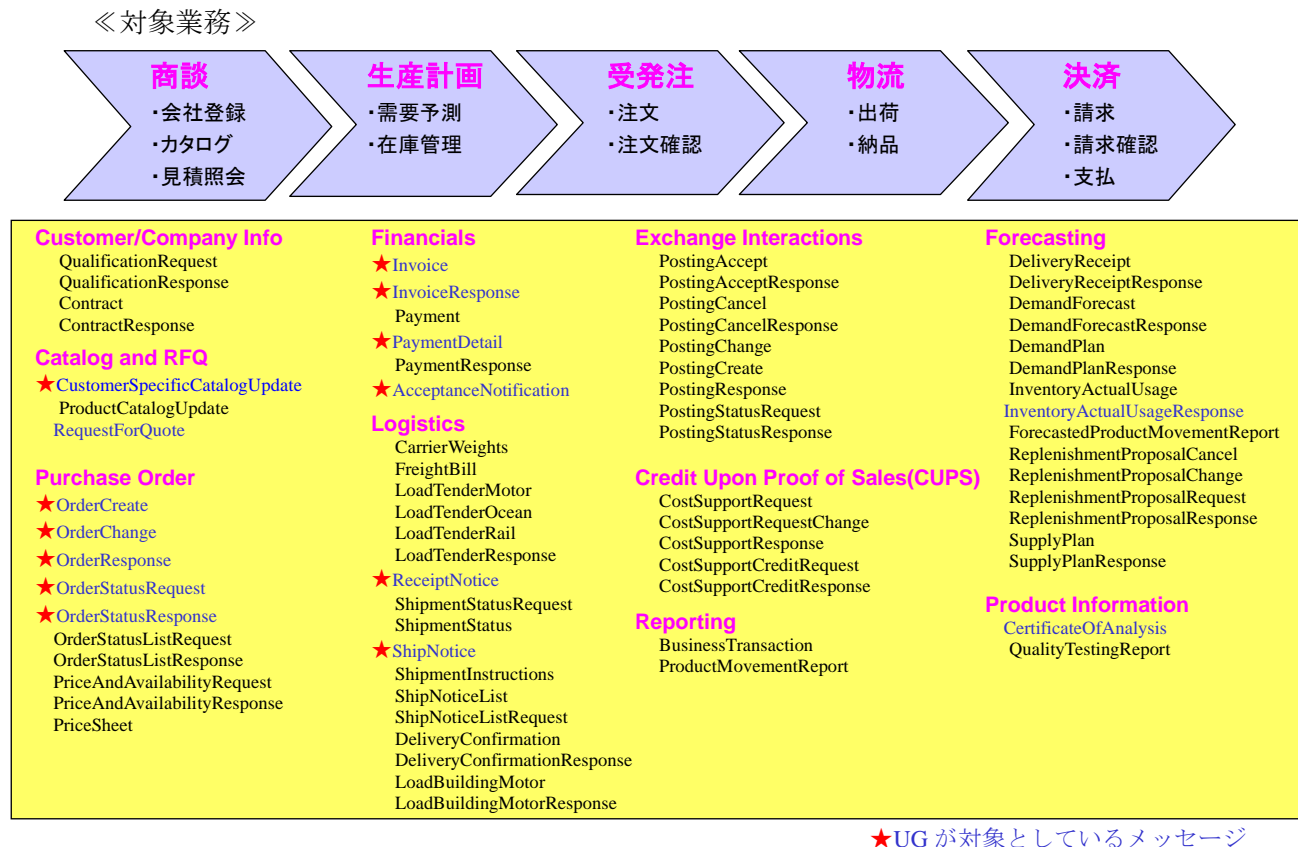 ≪対象業務≫
商談
・会社登録
・カタログ
・見積照会
生産計画
・需要予測
・在庫管理
受発注
・注文
・注文確認
物流
・出荷
・納品
決済
・請求
・請求確認
・支払
Customer/Company Info
QualificationRequest
QualificationResponse
Contract
ContractResponse
Catalog and RFQ
★CustomerSpecificCatalogUpdate
ProductCatalogUpdate
RequestForQuote
Purchase Order
★OrderCreate
★OrderChange
★OrderResponse
★OrderStatusRequest
★OrderStatusResponse
OrderStatusListRequest
OrderStatusListResponse
PriceAndAvailabilityRequest
PriceAndAvailabilityResponse
PriceSheet
Financials
★Invoice
★InvoiceResponse
Payment
★PaymentDetail
PaymentResponse
★AcceptanceNotification
Logistics
CarrierWeights
FreightBill
LoadTenderMotor
LoadTenderOcean
LoadTenderRail
LoadTenderResponse
★ReceiptNotice
ShipmentStatusRequest
ShipmentStatus
★ShipNotice
ShipmentInstructions
ShipNoticeList
ShipNoticeListRequest
DeliveryConfirmation
DeliveryConfirmationResponse
LoadBuildingMotor
LoadBuildingMotorResponse
Exchange Interactions
PostingAccept
PostingAcceptResponse
PostingCancel
PostingCancelResponse
PostingChange
PostingCreate
PostingResponse
PostingStatusRequest
PostingStatusResponse
Credit Upon Proof of Sales(CUPS)
CostSupportRequest
CostSupportRequestChange
CostSupportResponse
CostSupportCreditRequest
CostSupportCreditResponse
Reporting
BusinessTransaction
ProductMovementReport
Forecasting
DeliveryReceipt
DeliveryReceiptResponse
DemandForecast
DemandForecastResponse
DemandPlan
DemandPlanResponse
InventoryActualUsage
InventoryActualUsageResponse
ForecastedProductMovementReport
ReplenishmentProposalCancel
ReplenishmentProposalChange
ReplenishmentProposalRequest
ReplenishmentProposalResponse
SupplyPlan
SupplyPlanResponse
Product Information
CertificateOfAnalysis
QualityTestingReport
★UG が対象としているメッセージ